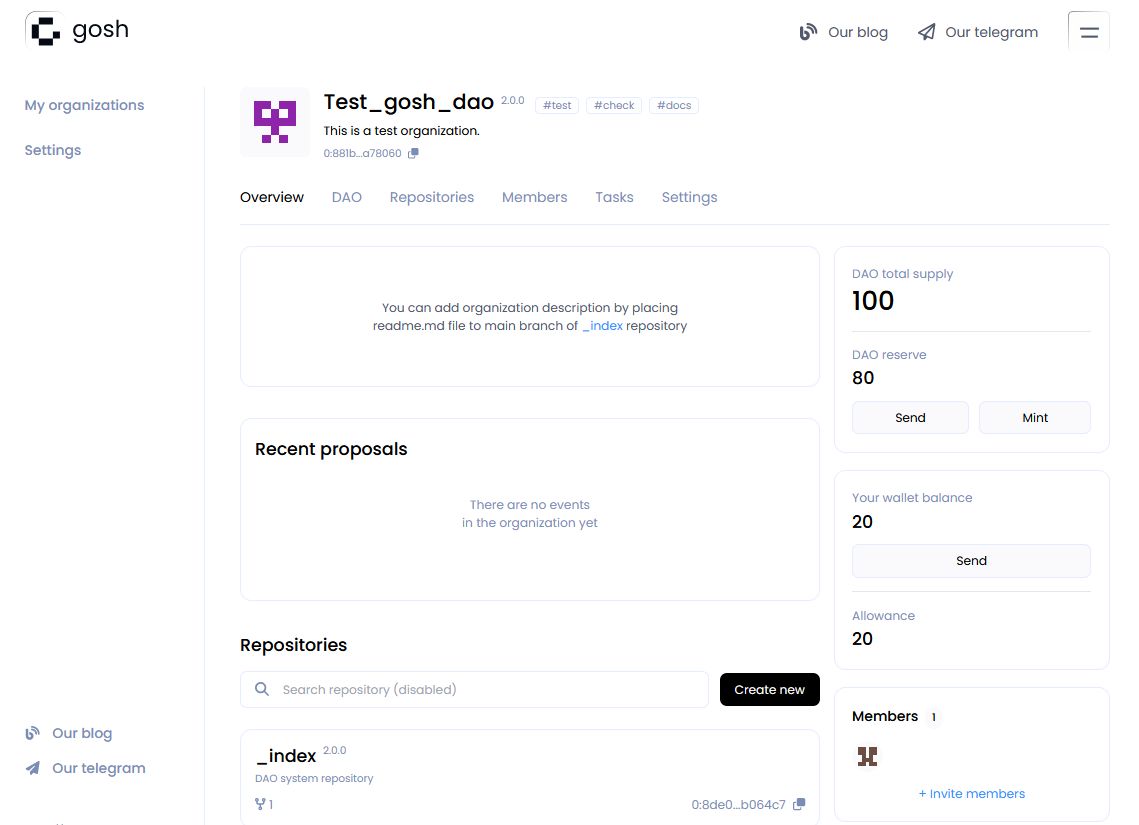 gosh
Our blog
Our telegram
My organizations
Settings
Test_gosh_dao 2.0.0 #test #check #docs
This is a test organization.
0:881b...a78060
Overview DAO Repositories Members Tasks Settings
You can add organization description by placing
readme.md file to main branch of _index repository
Recent proposals
There are no events
in the organization yet
Repositories
Search repository (disabled)
Create new
_index 2.0.0
DAO system repository
1
0:8de0...b064c7
DAO total supply
100
DAO reserve
80
Send Mint
Your wallet balance
20
Send
Allowance
20
Members 1
+ Invite members
Our blog
Our telegram